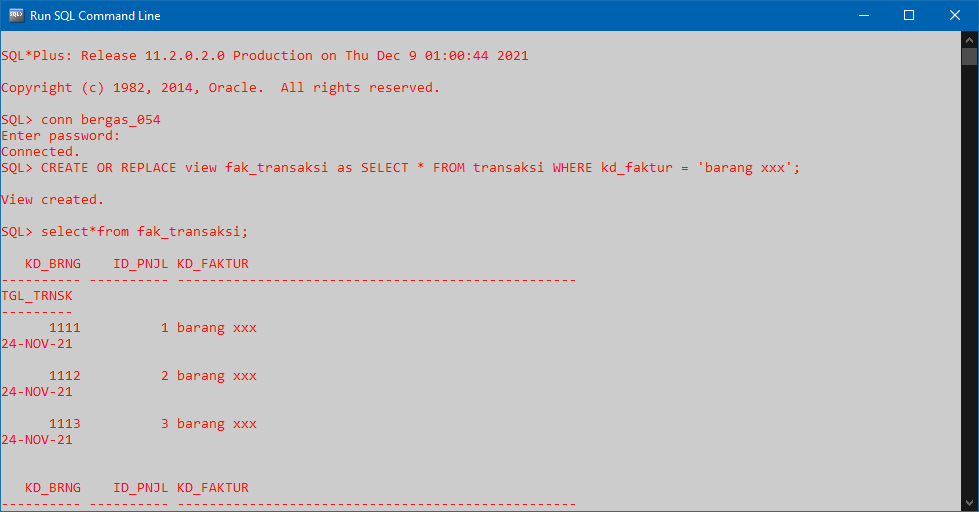 Run SQL Command Line
SQL*Plus: Release 11.2.0.2.0 Production on Thu Dec 9 01:00:44 2021
Copyright (c) 1982, 2014, Oracle.  All rights reserved.
SQL> conn bergas_054
Enter password:
Connected.
SQL> CREATE OR REPLACE view fak_transaksi as SELECT * FROM transaksi WHERE kd_faktur = 'barang xxx';
View created.
SQL> select*from fak_transaksi;
   KD_BRNG    ID_PNJL KD_FAKTUR
---------- ---------- --------------------------------------------------
TGL_TRNSK
---------
      1111          1 barang xxx
24-NOV-21
      1112          2 barang xxx
24-NOV-21
      1113          3 barang xxx
24-NOV-21
   KD_BRNG    ID_PNJL KD_FAKTUR
---------- ---------- --------------------------------------------------